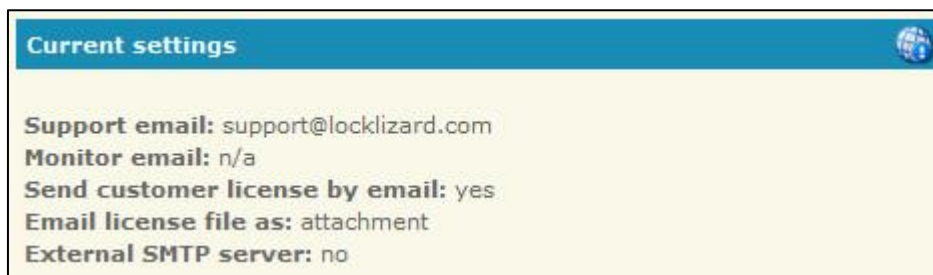 Current settings
Support email: support@locklizard.com
Monitor email: n/a
Send customer license by email: yes
Email license file as: attachment
External SMTP server: no